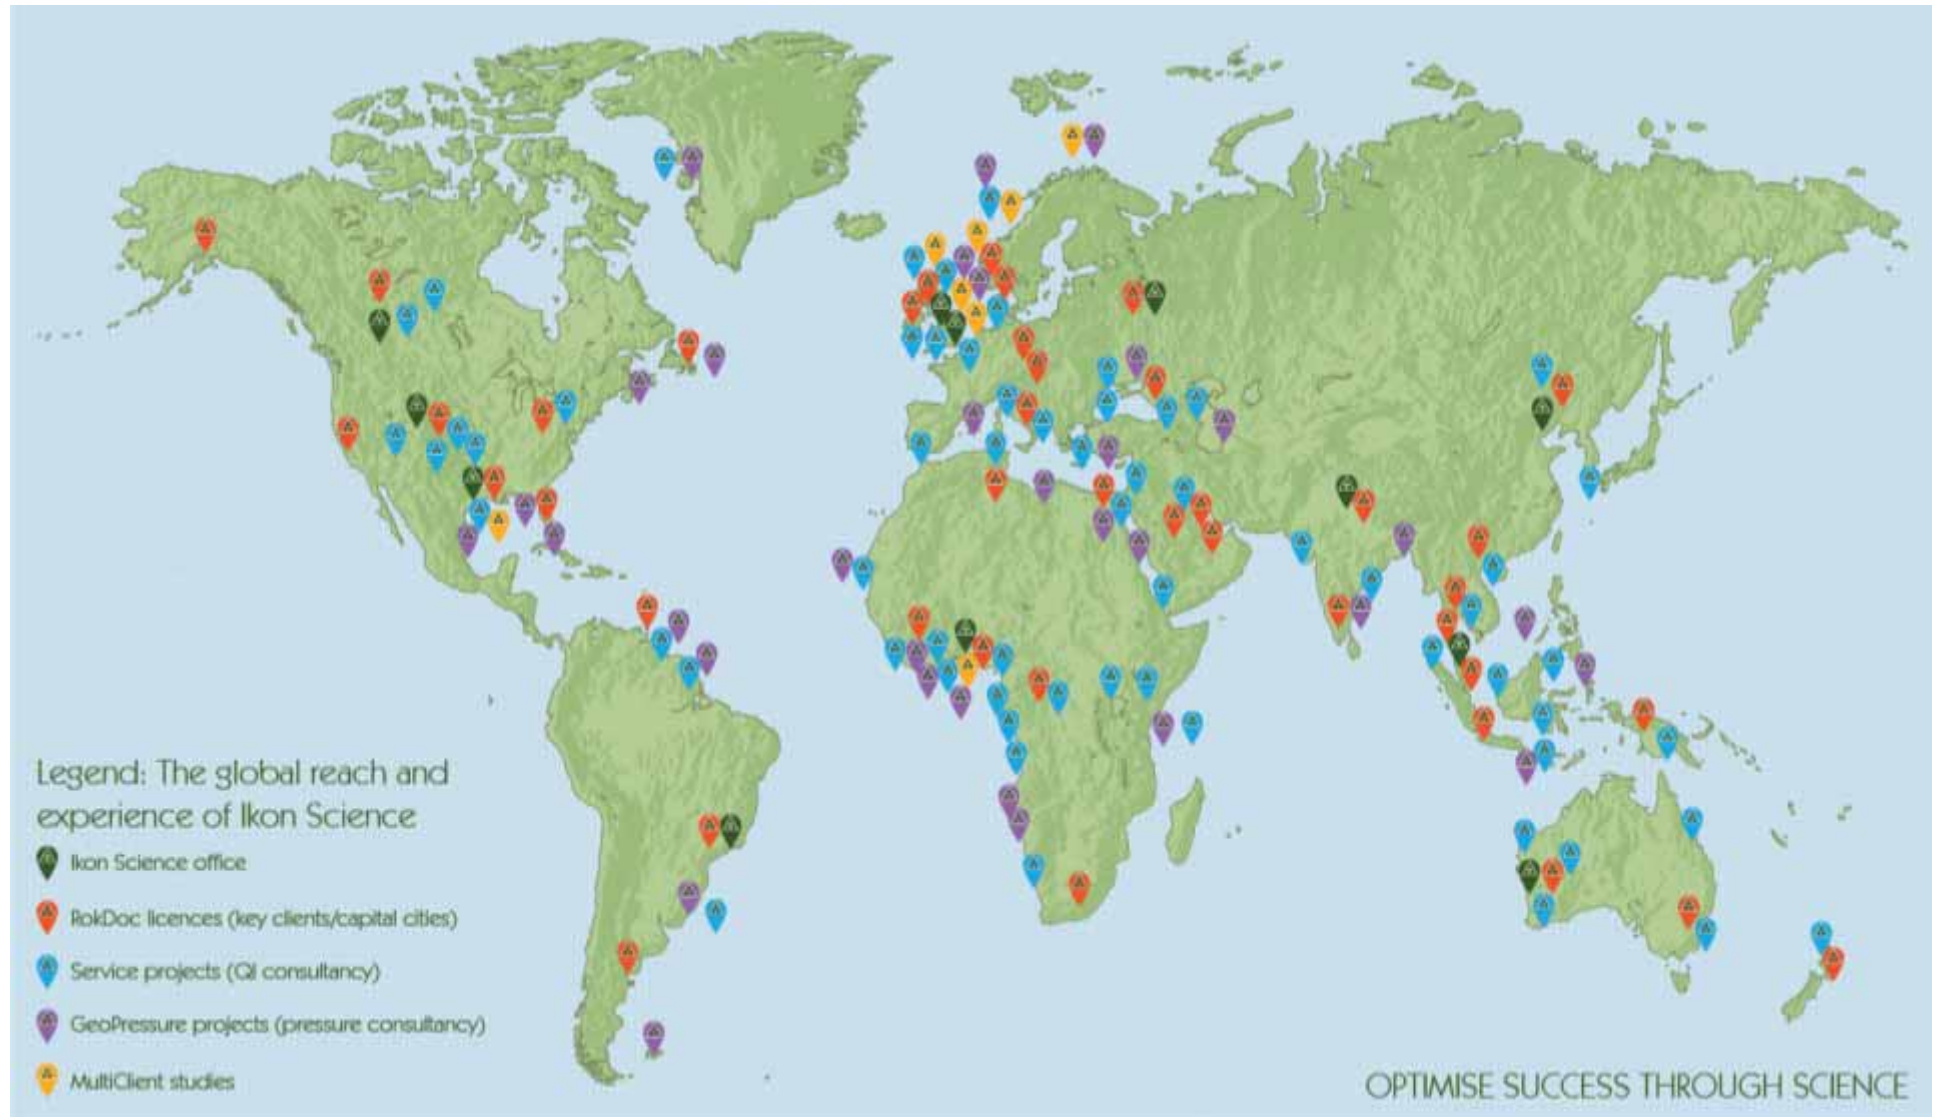 Legend: The global reach and
experience of Ikon Science
Ikon Science office
RokDoc licences (key clients/capital cities)
Service projects (QI consultancy)
GeoPressure projects (pressure consultancy)
MultiClient studies
OPTIMISE SUCCESS THROUGH SCIENCE